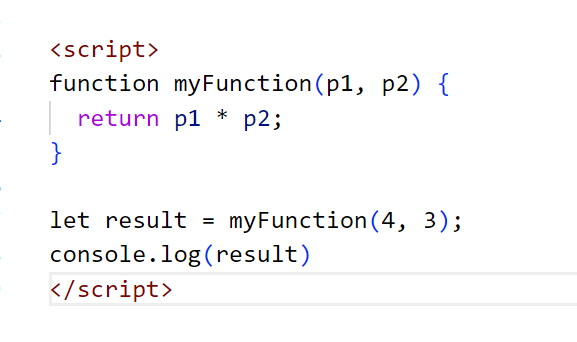 <script>
function myFunction(p1, p2) {
  return p1 * p2;
}

let result = myFunction(4, 3);
console.log(result)
</script>